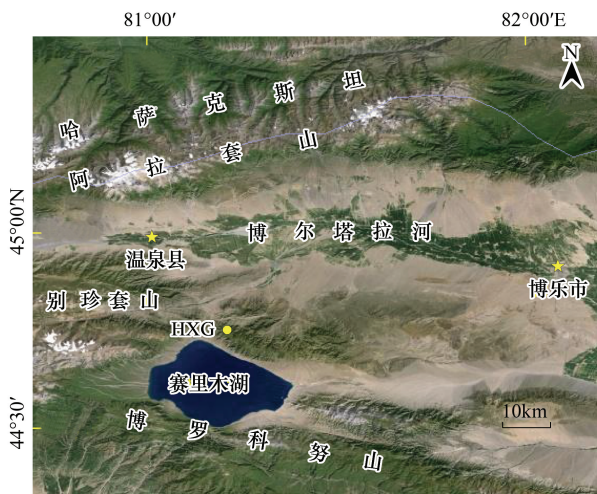 81°00′
82°00′E
N
哈萨克斯坦
阿拉套山
45°00′N
博尔塔拉河
温泉县
博乐市
别珍套山
HXG
赛里木湖
10km
44°30′
博罗科努山